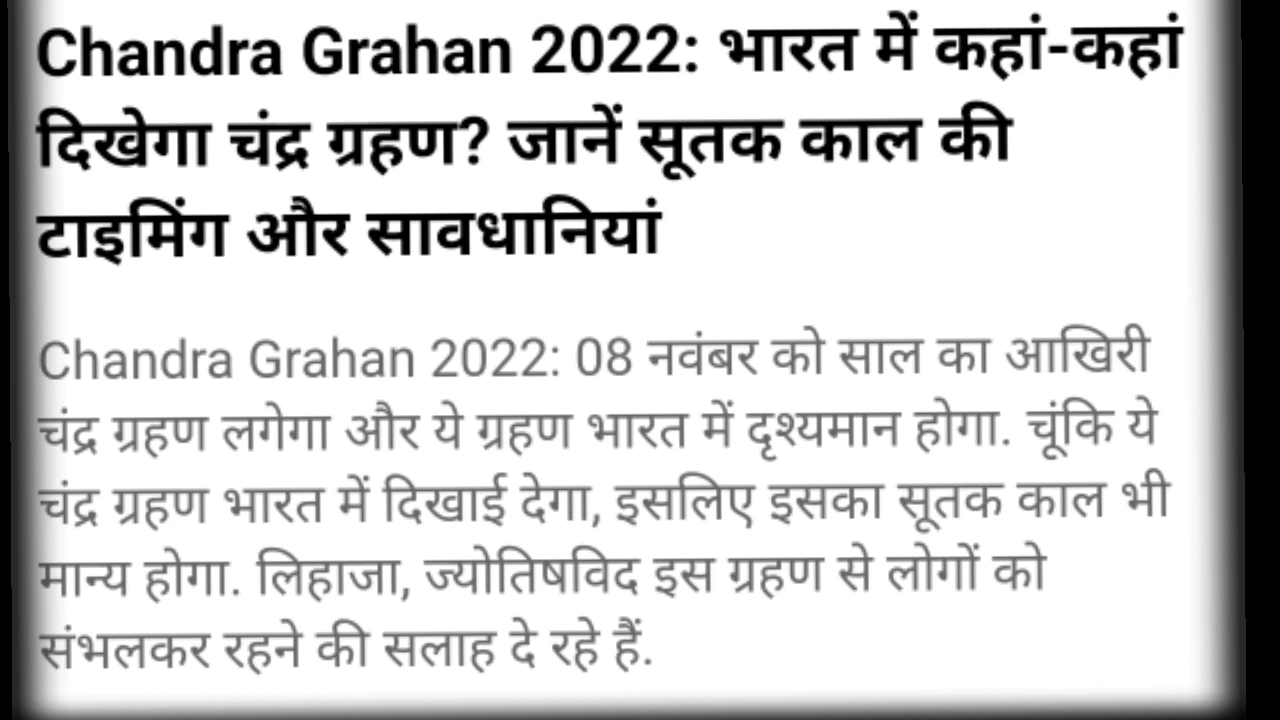 Chandra Grahan 2022: भारत में कहां-कहां
दिखेगा चंद्र ग्रहण? जानें सूतक काल की
टाइमिंग और सावधानियां
Chandra Grahan 2022: 08 नवंबर को साल का आखिरी
चंद्र ग्रहण लगेगा और ये ग्रहण भारत में दृश्यमान होगा. चूंकि ये
चंद्र ग्रहण भारत में दिखाई देगा, इसलिए इसका सूतक काल भी
मान्य होगा. लिहाजा, ज्योतिषविद इस ग्रहण से लोगों को
संभलकर रहने की सलाह दे रहे हैं.